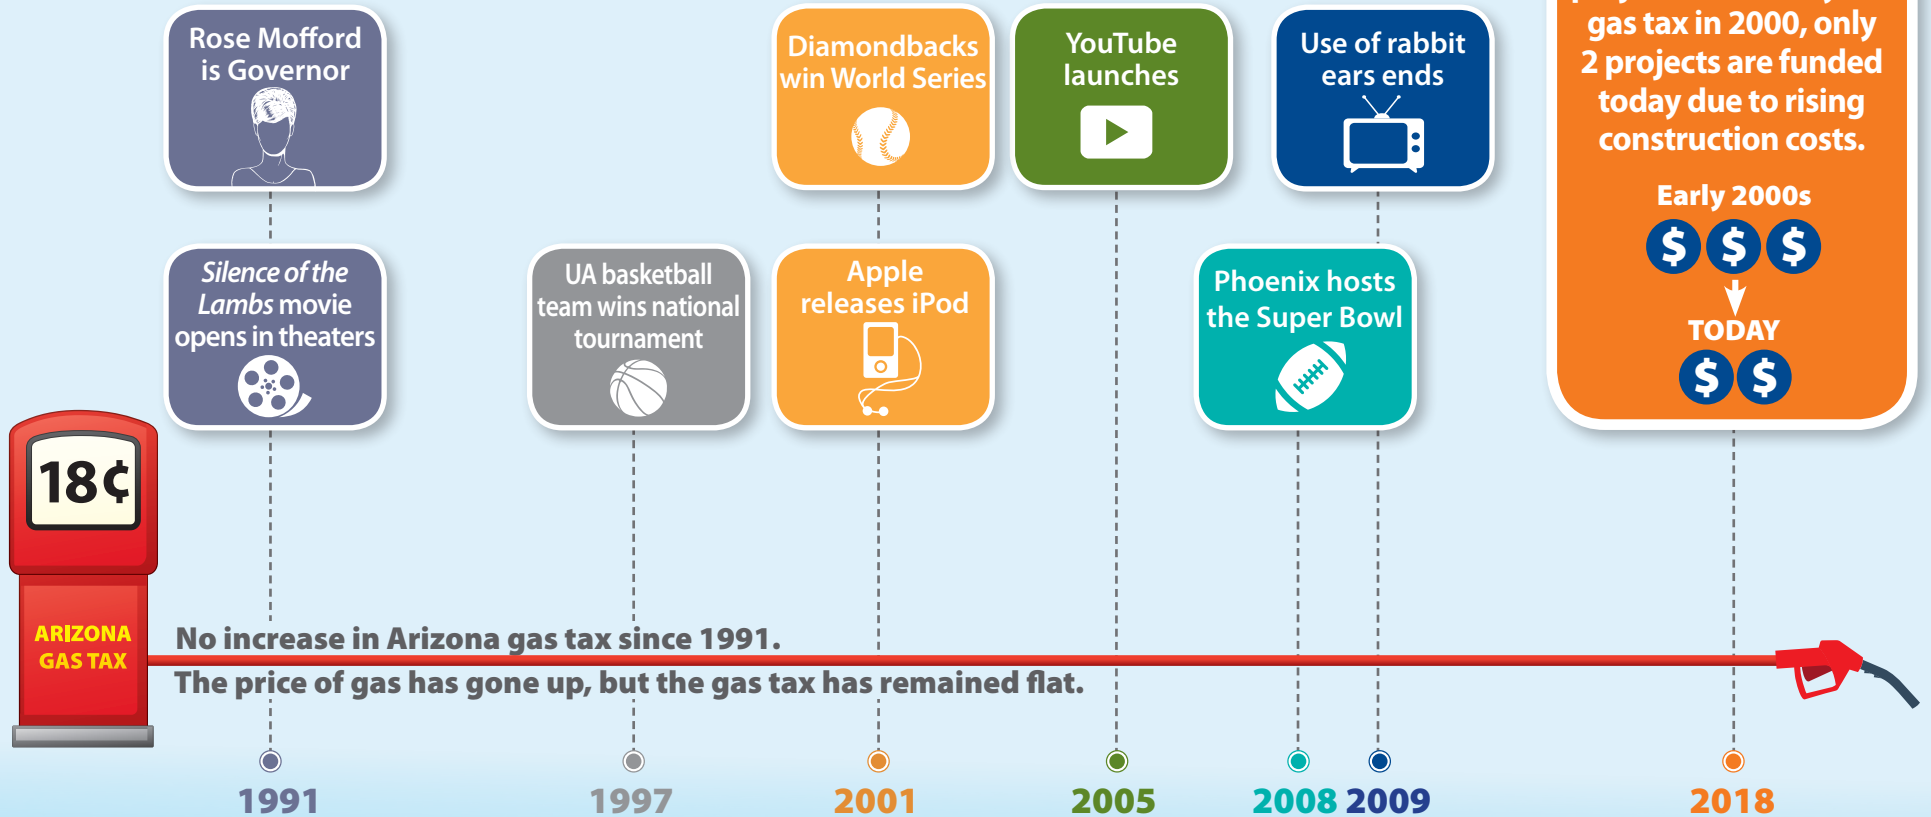 Rose Mofford
is Governor
Silence of the
Lambs movie
opens in theaters
UA basketball
team wins national
tournament
Diamondbacks
win World Series
Apple
releases iPod
YouTube
launches
Use of rabbit
ears ends
Phoenix hosts
the Super Bowl
gas tax in 2000, only
2 projects are funded
today due to rising
construction costs.
Early 2000s
$ $ $
TODAY
$ $
18¢
ARIZONA
GAS TAX
No increase in Arizona gas tax since 1991.
The price of gas has gone up, but the gas tax has remained flat.
1991 1997 2001 2005 2008 2009 2018